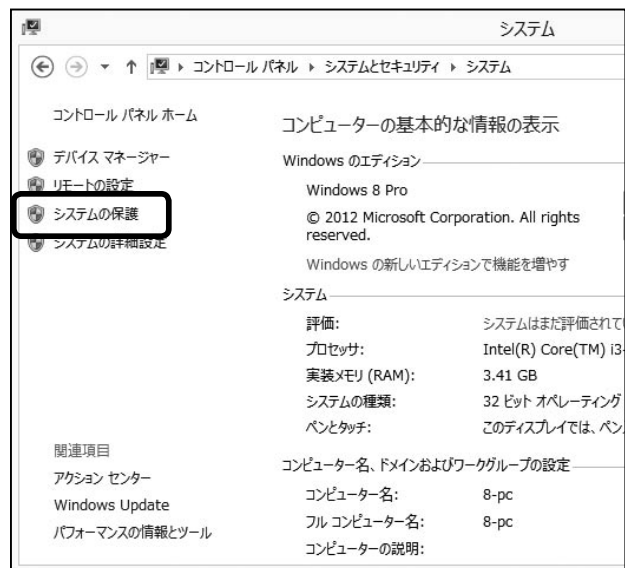 システム
コントロール パネル ▸ システムとセキュリティ ▸ システム
コントロール パネル ホーム
デバイス マネージャー
リモートの設定
システムの保護
システムの詳細設定
関連項目
アクション センター
Windows Update
パフォーマンスの情報とツール
コンピューターの基本的な情報の表示
Windows のエディション
Windows 8 Pro
© 2012 Microsoft Corporation. All rights
reserved.
Windows の新しいエディションで機能を増やす
システム
評価: システムはまだ評価されて
プロセッサ: Intel(R) Core(TM) i3-
実装メモリ (RAM): 3.41 GB
システムの種類: 32 ビット オペレーティング
ペンとタッチ: このディスプレイでは、ペン
コンピューター名、ドメインおよびワークグループの設定
コンピューター名: 8-pc
フル コンピューター名: 8-pc
コンピューターの説明: